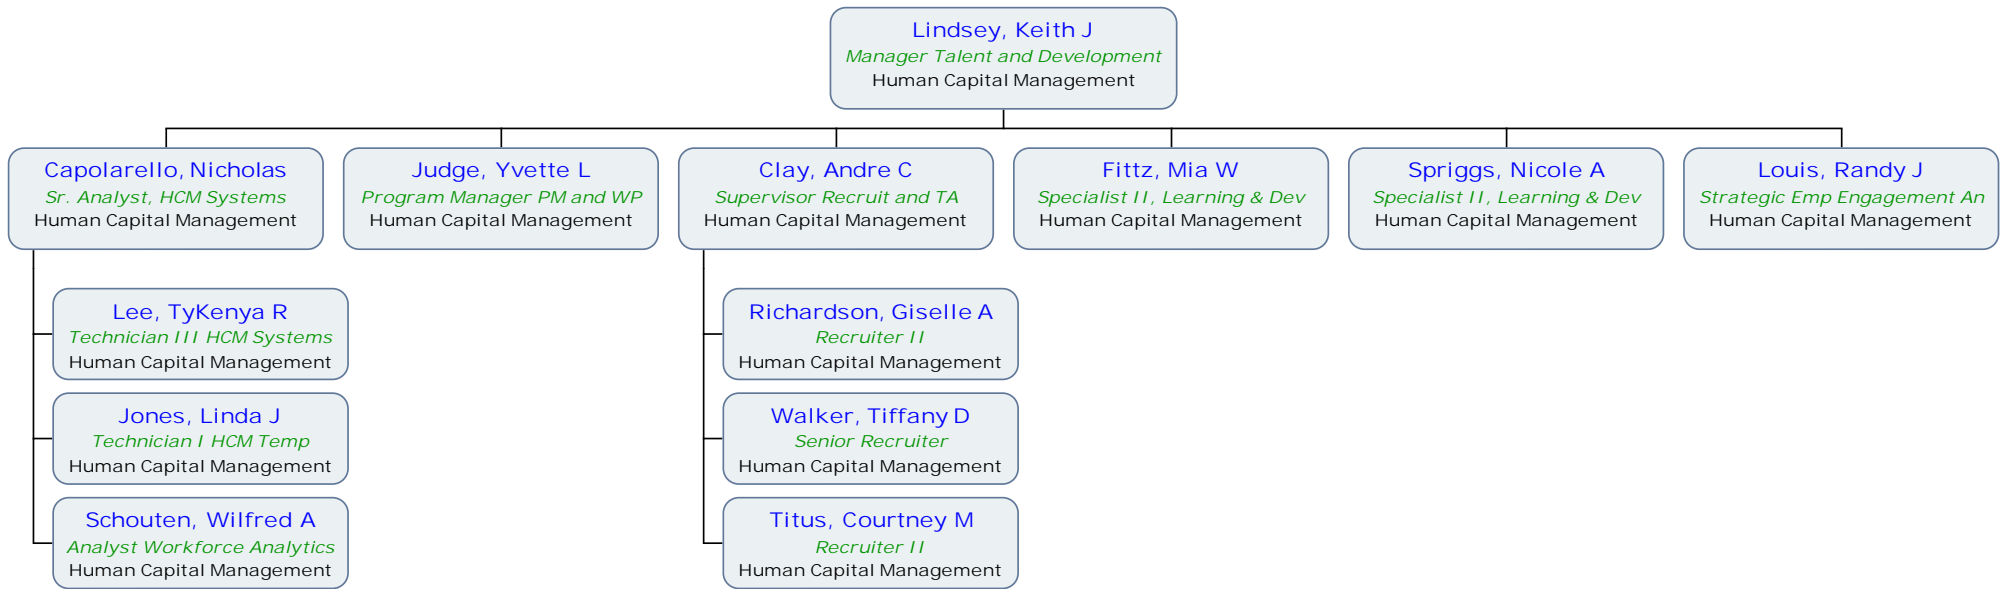 Lindsey, Keith J
Manager Talent and Development
Human Capital Management
Capolarello, Nicholas
Sr. Analyst, HCM Systems
Human Capital Management
Judge, Yvette L
Program Manager PM and WP
Human Capital Management
Clay, Andre C
Supervisor Recruit and TA
Human Capital Management
Fittz, Mia W
Specialist II, Learning & Dev
Human Capital Management
Spriggs, Nicole A
Specialist II, Learning & Dev
Human Capital Management
Louis, Randy J
Strategic Emp Engagement An
Human Capital Management
Lee, TyKenya R
Technician III HCM Systems
Human Capital Management
Jones, Linda J
Technician I HCM Temp
Human Capital Management
Schouten, Wilfred A
Analyst Workforce Analytics
Human Capital Management
Richardson, Giselle A
Recruiter II
Human Capital Management
Walker, Tiffany D
Senior Recruiter
Human Capital Management
Titus, Courtney M
Recruiter II
Human Capital Management